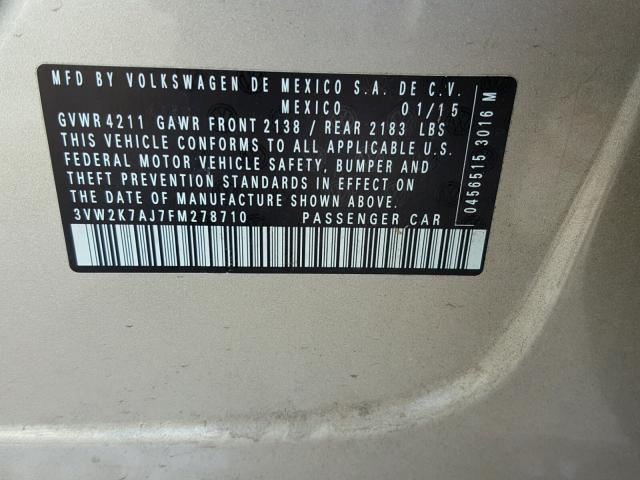 MFD BY VOLKSWAGEN DE MEXICO S.A. DE C.V.
MEXICO 01/15
GVWR 4211 GAWR FRONT 2138 / REAR 2183 LBS
THIS VEHICLE CONFORMS TO ALL APPLICABLE U.S.
FEDERAL MOTOR VEHICLE SAFETY, BUMPER AND
THEFT PREVENTION STANDARDS IN EFFECT ON
THE DATE OF MANUFACTURE SHOWN ABOVE.
3VW2K7AJ7FM278710 PASSENGER CAR
0456515 3016 M